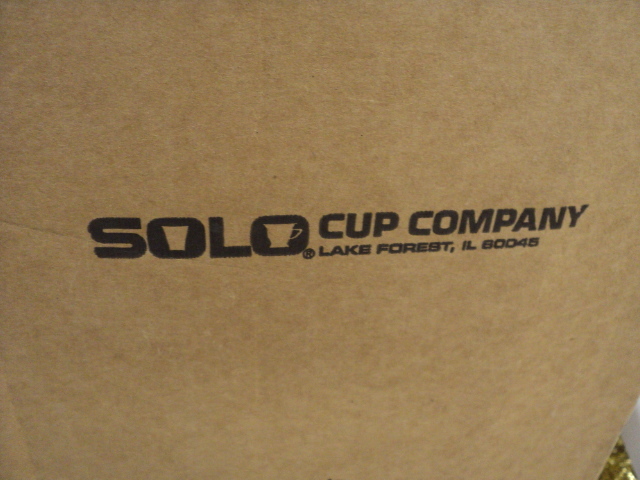 SOLO® CUP COMPANY
LAKE FOREST, IL 60045